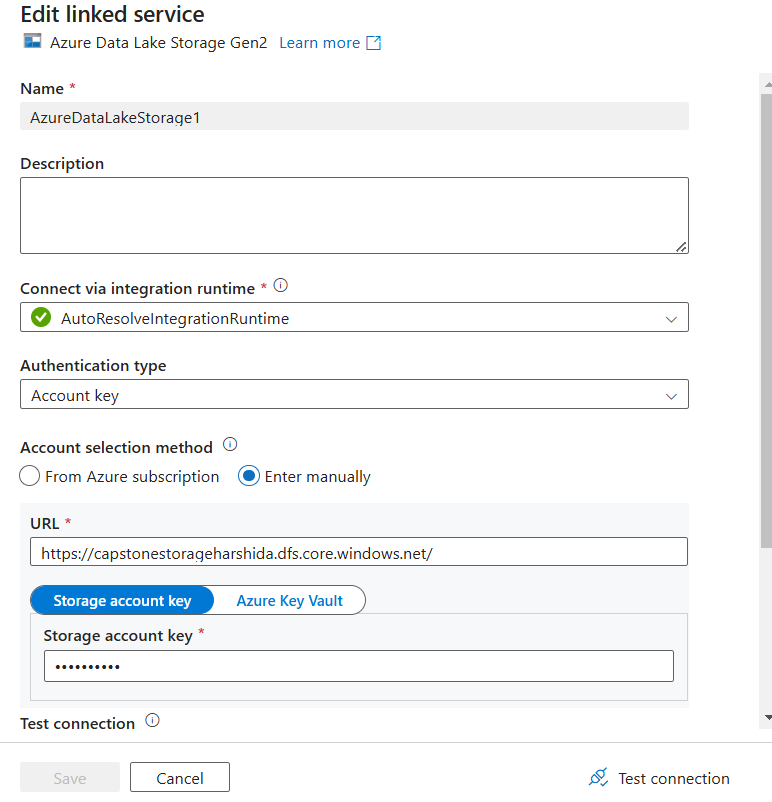 Edit linked service
Azure Data Lake Storage Gen2 Learn more
Name *
AzureDataLakeStorage1
Description
Connect via integration runtime *
AutoResolveIntegrationRuntime
Authentication type
Account key
Account selection method
From Azure subscription Enter manually
URL *
https://capstonestorageharshida.dfs.core.windows.net/
Storage account key Azure Key Vault
Storage account key *
••••••••••
Test connection
Save Cancel Test connection